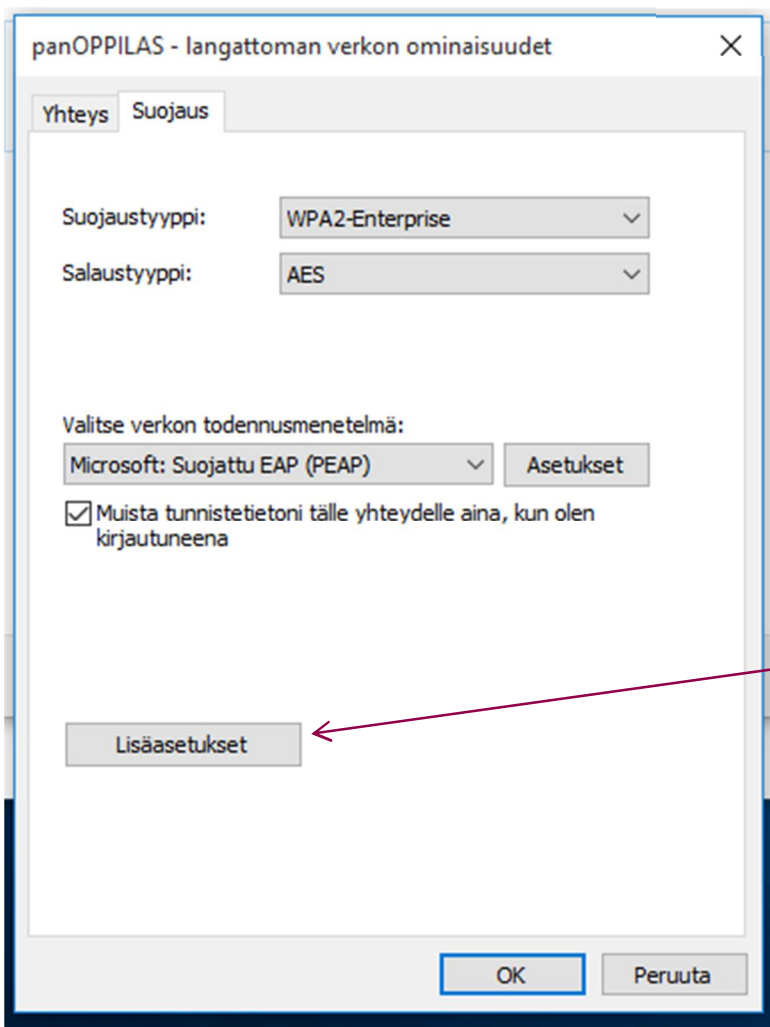 panOPPILAS - langattoman verkon ominaisuudet
Yhteys Suojaus
Suojaustyyppi: WPA2-Enterprise
Salaustyyppi: AES
Valitse verkon todennusmenetelmä:
Microsoft: Suojattu EAP (PEAP) Asetukset
Muista tunnistetietoni tälle yhteydelle aina, kun olen
kirjautuneena
Lisäasetukset
OK Peruuta